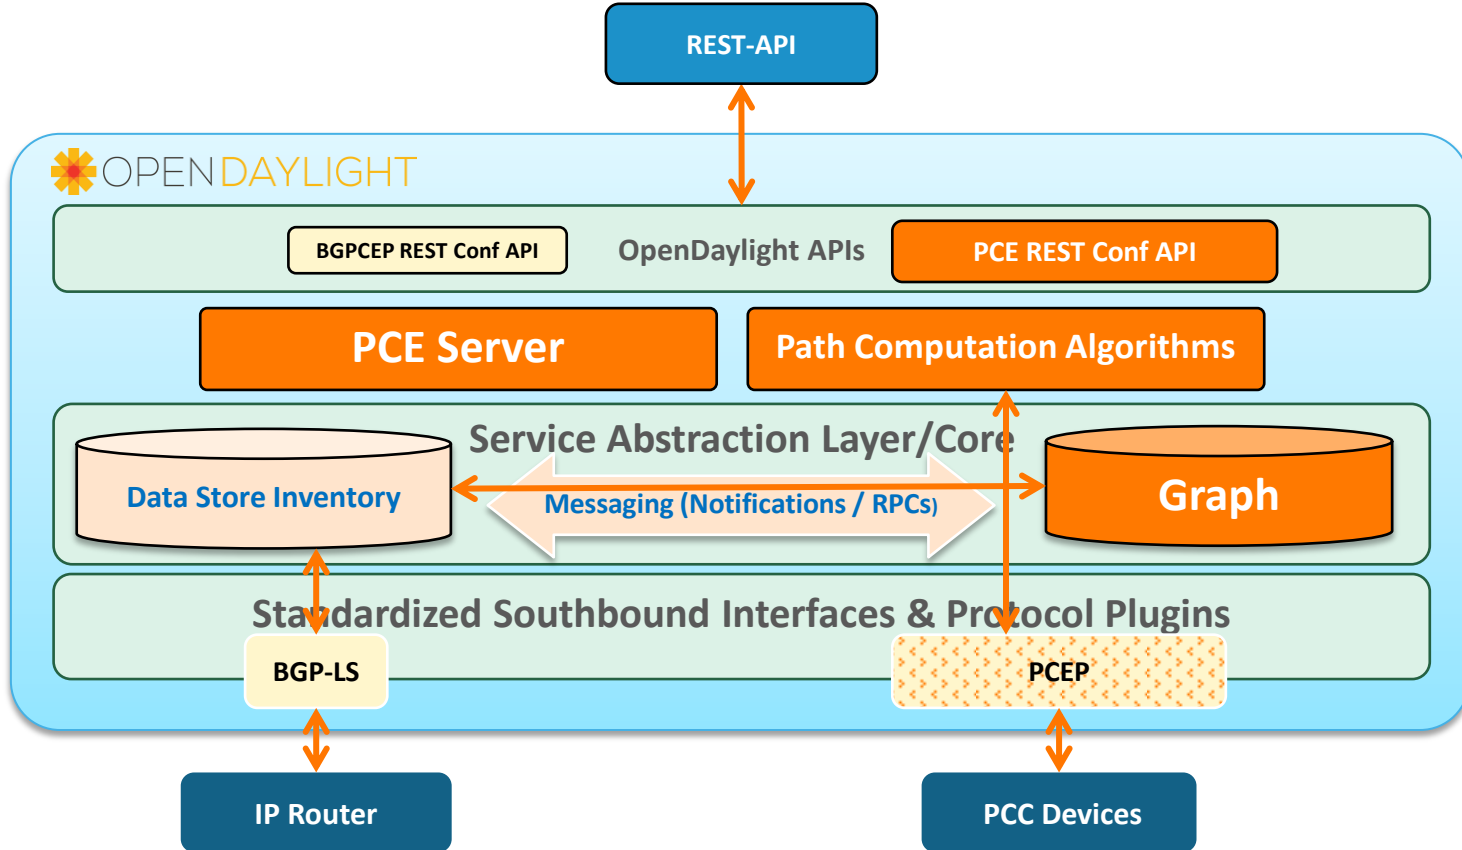 REST-API
OPENDAYLIGHT
BGPCEP REST Conf API
OpenDaylight APIs
PCE REST Conf API
PCE Server
Path Computation Algorithms
Service Abstraction Layer/Core
Data Store Inventory
Messaging (Notifications / RPCs)
Graph
Standardized Southbound Interfaces & Protocol Plugins
BGP-LS
PCEP
IP Router
PCC Devices